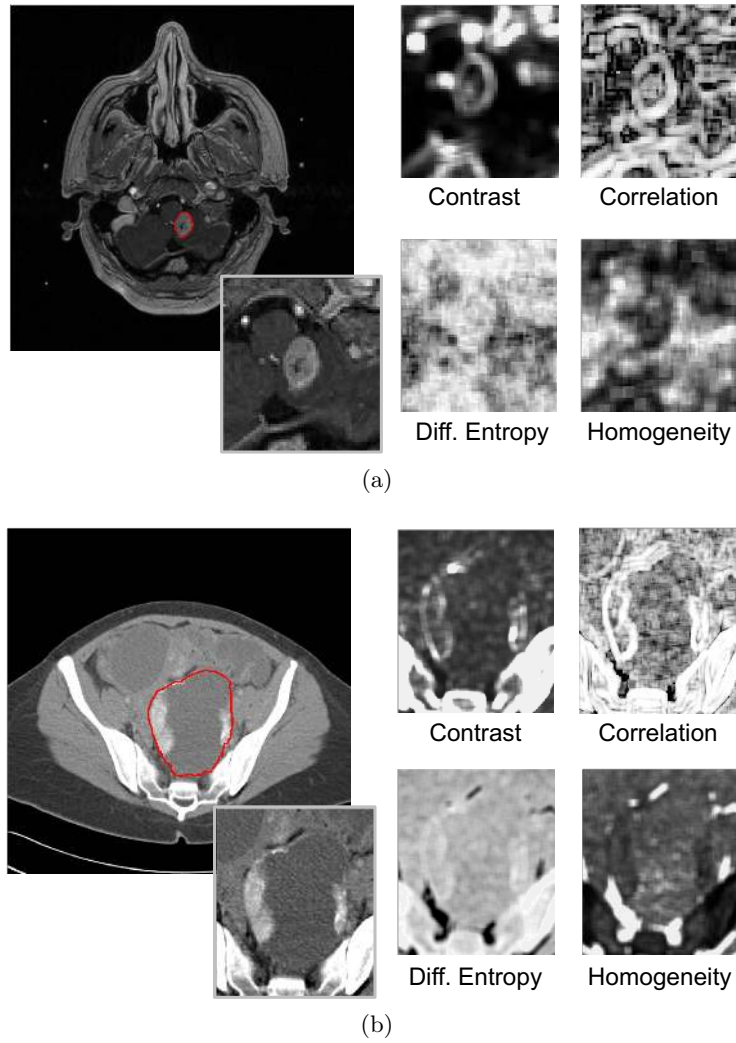 Contrast Correlation
Diff. Entropy Homogeneity
(a)
Contrast Correlation
Diff. Entropy Homogeneity
(b)